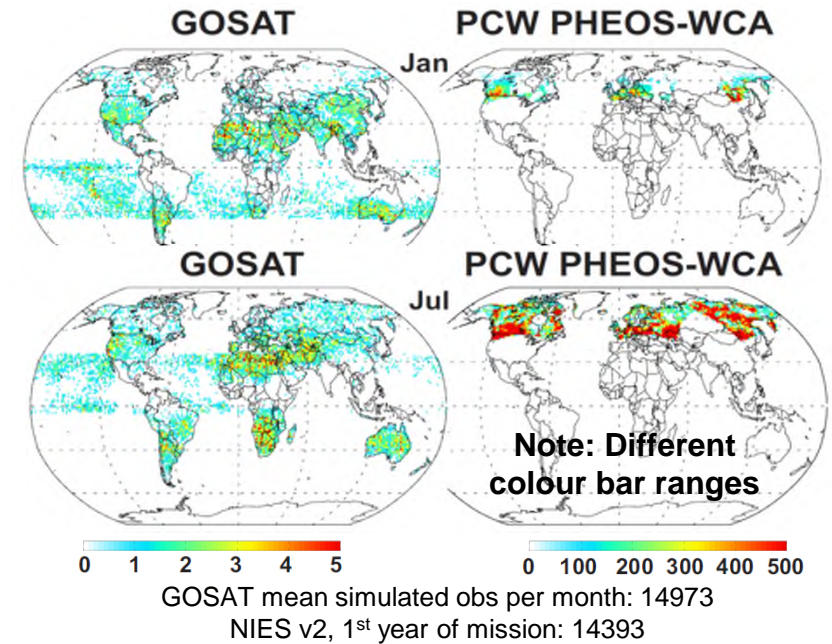 GOSAT PCW PHEOS-WCA
Jan
GOSAT PCW PHEOS-WCA
Jul
Note: Different
colour bar ranges
0 1 2 3 4 5 0 100 200 300 400 500
GOSAT mean simulated obs per month: 14973
NIES v2, 1st year of mission: 14393